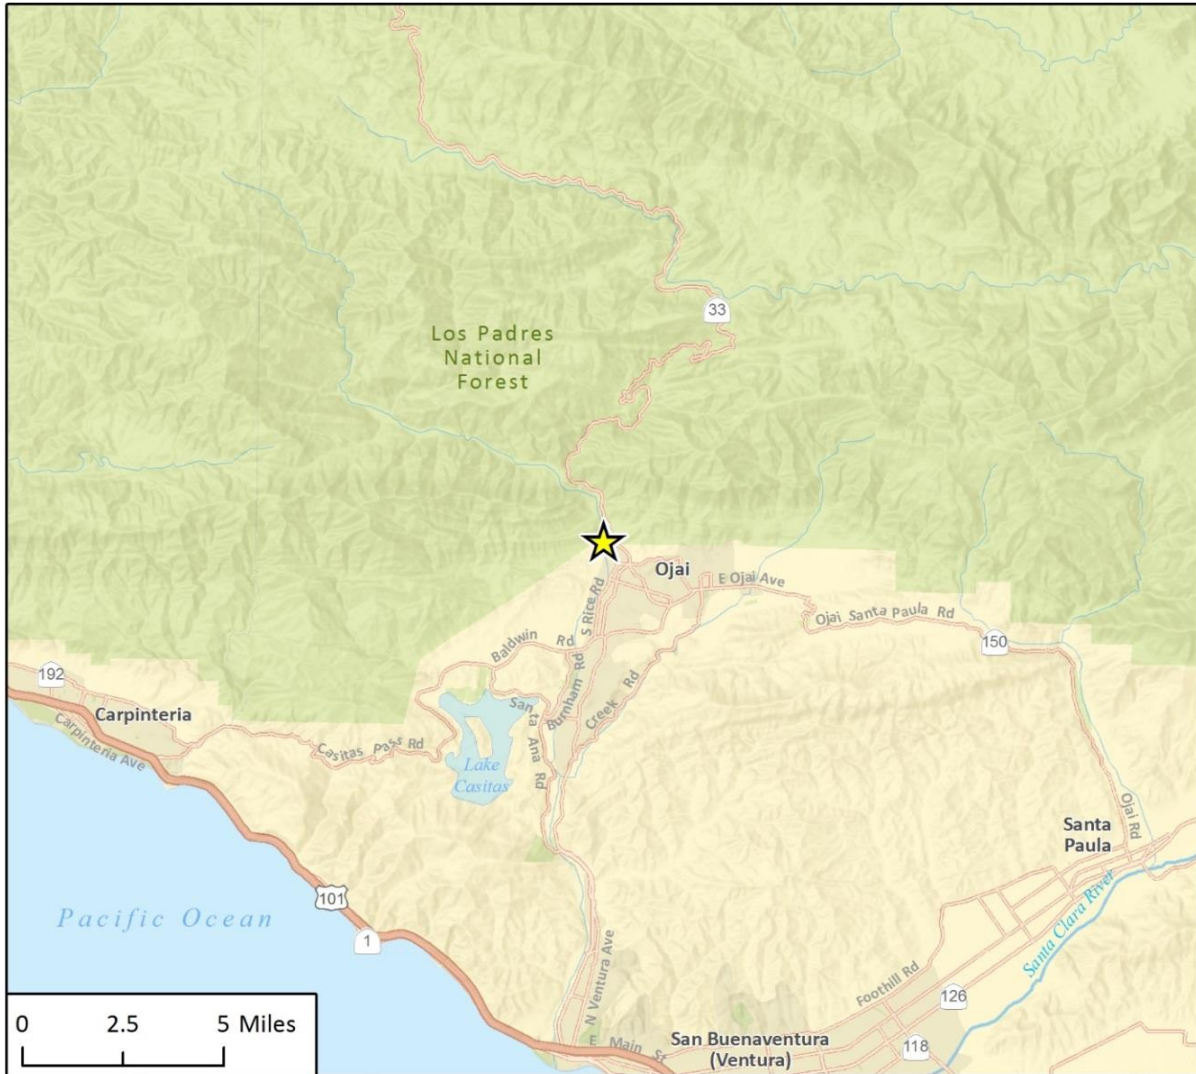 33
Los Padres
National
Forest
Ojai
E Ojai Ave
S Rice Rd
Ojai Santa Paula Rd
150
Baldwin Rd
192
Burnham Rd
Creek Rd
Santa Ana Rd
Carpinteria
Carpinteria Ave
Casitas Pass Rd
Lake
Casitas
Ojai Rd
Santa
Paula
Santa Clara River
101
Pacific Ocean
1
N Ventura Ave
Foothill Rd
126
0 2.5 5 Miles
E Main St
San Buenaventura
(Ventura)
118